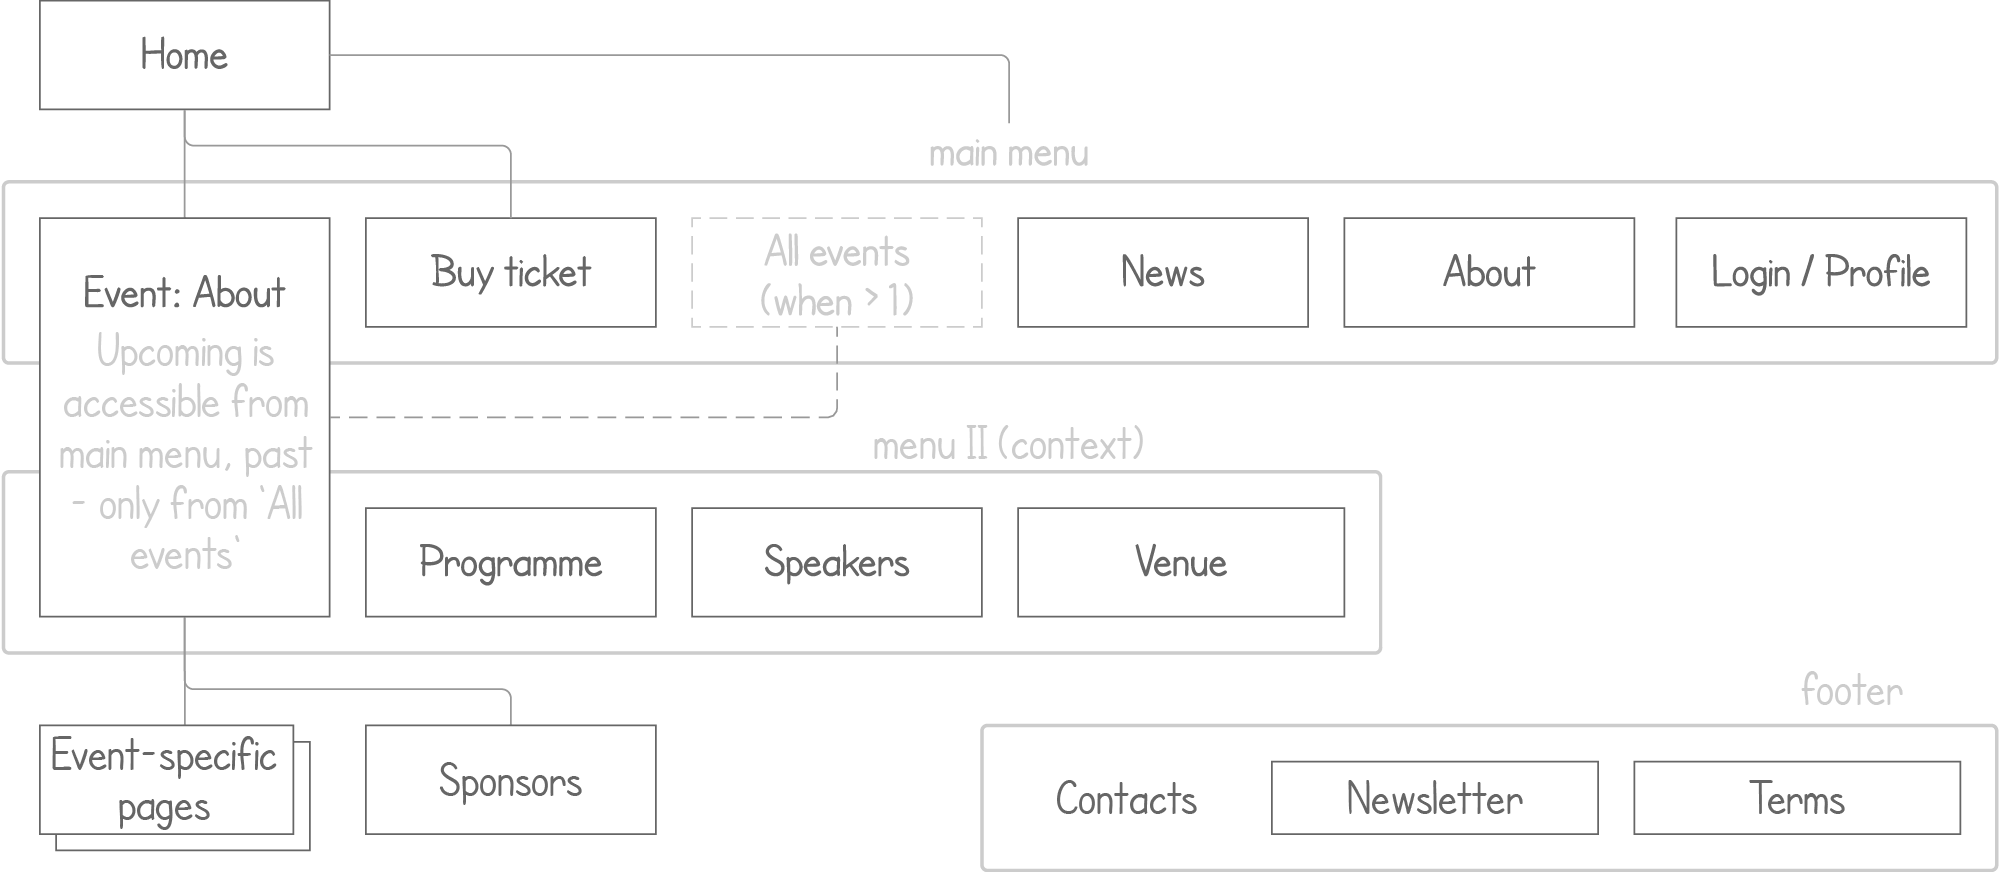 Home
main menu
Event: About
Upcoming is
accessible from
main menu, past
- only from `All
events`
Buy ticket
All events
(when > 1)
News
About
Login / Profile
menu II (context)
Programme
Speakers
Venue
Event-specific
pages
Sponsors
footer
Contacts
Newsletter
Terms